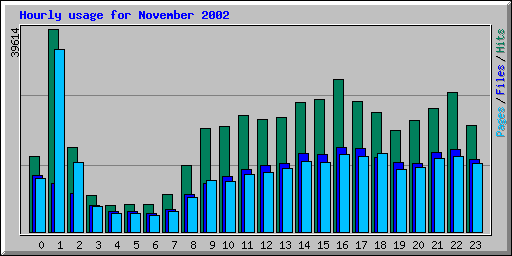 Hourly usage for November 2002
39614
Pages/Files/Hits
0 1 2 3 4 5 6 7 8 9 10 11 12 13 14 15 16 17 18 19 20 21 22 23